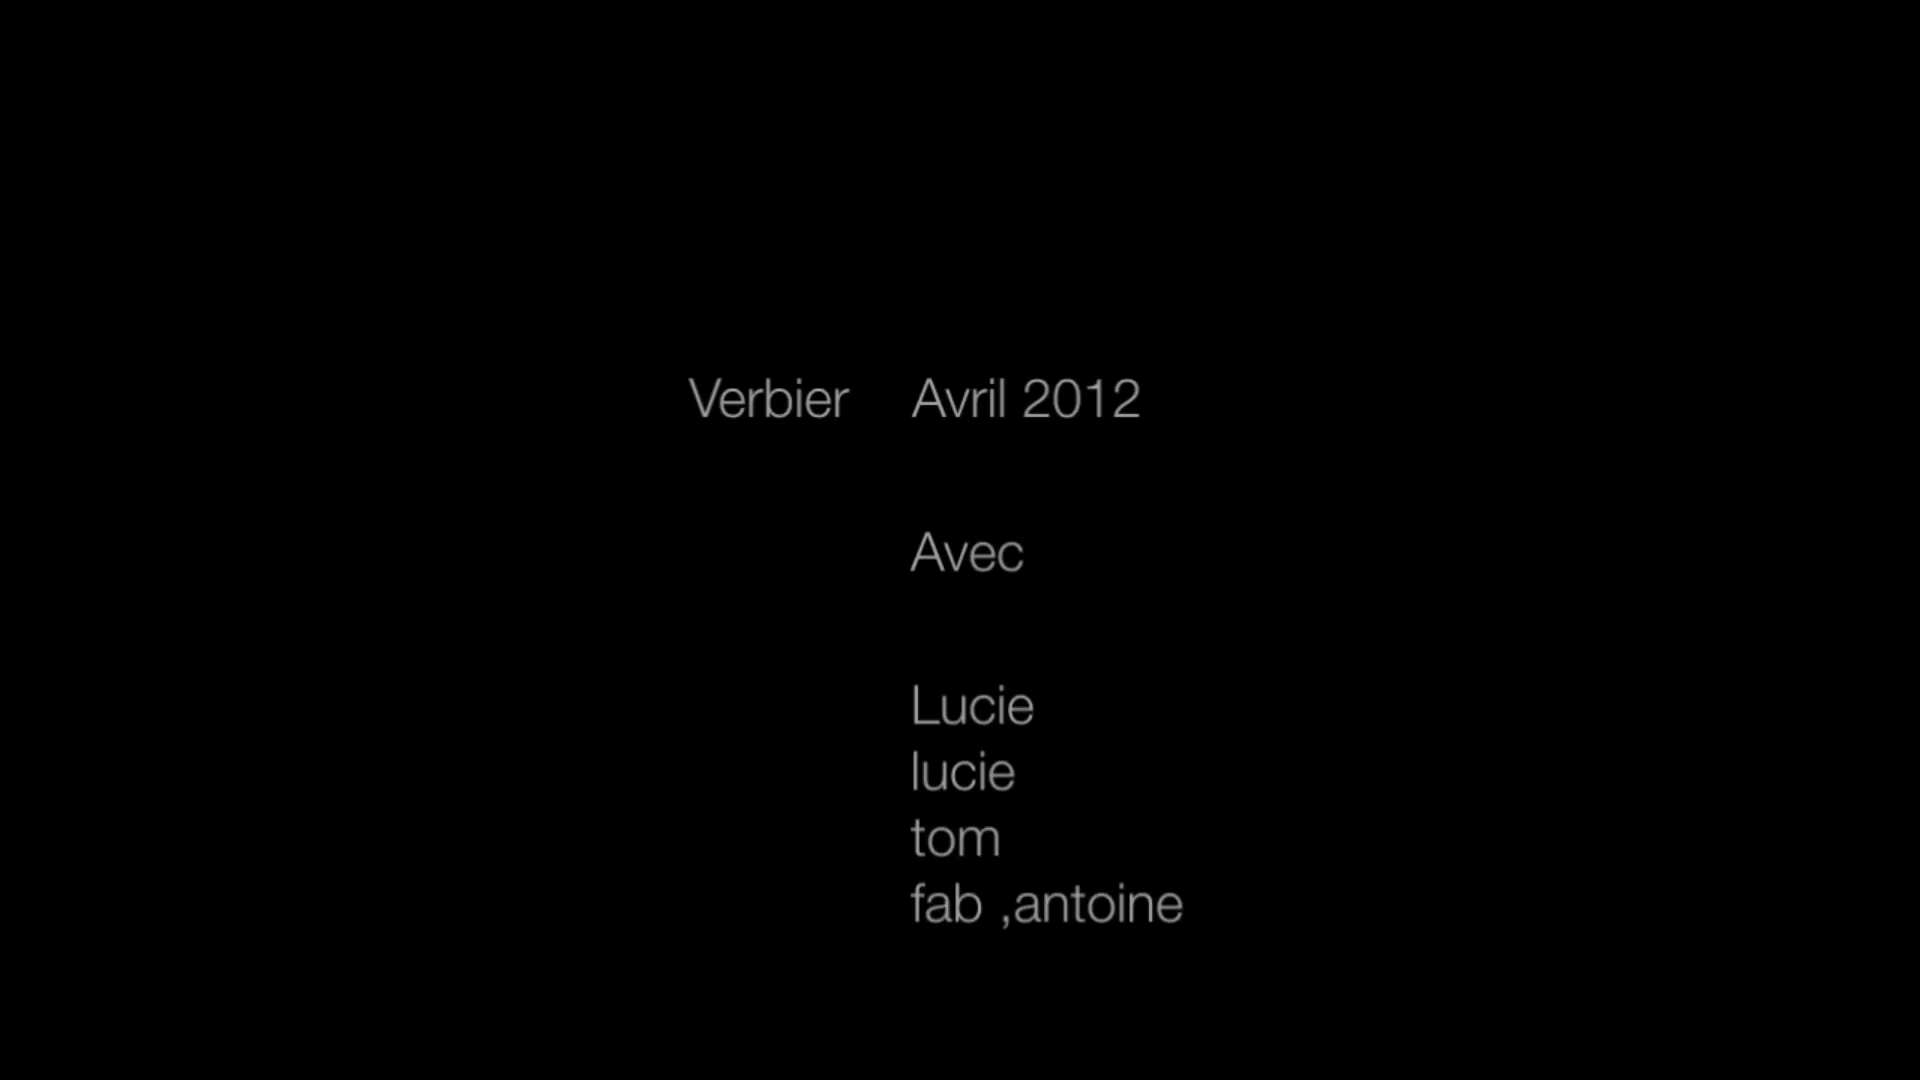 Verbier Avril 2012
Avec
Lucie
lucie
tom
fab ,antoine